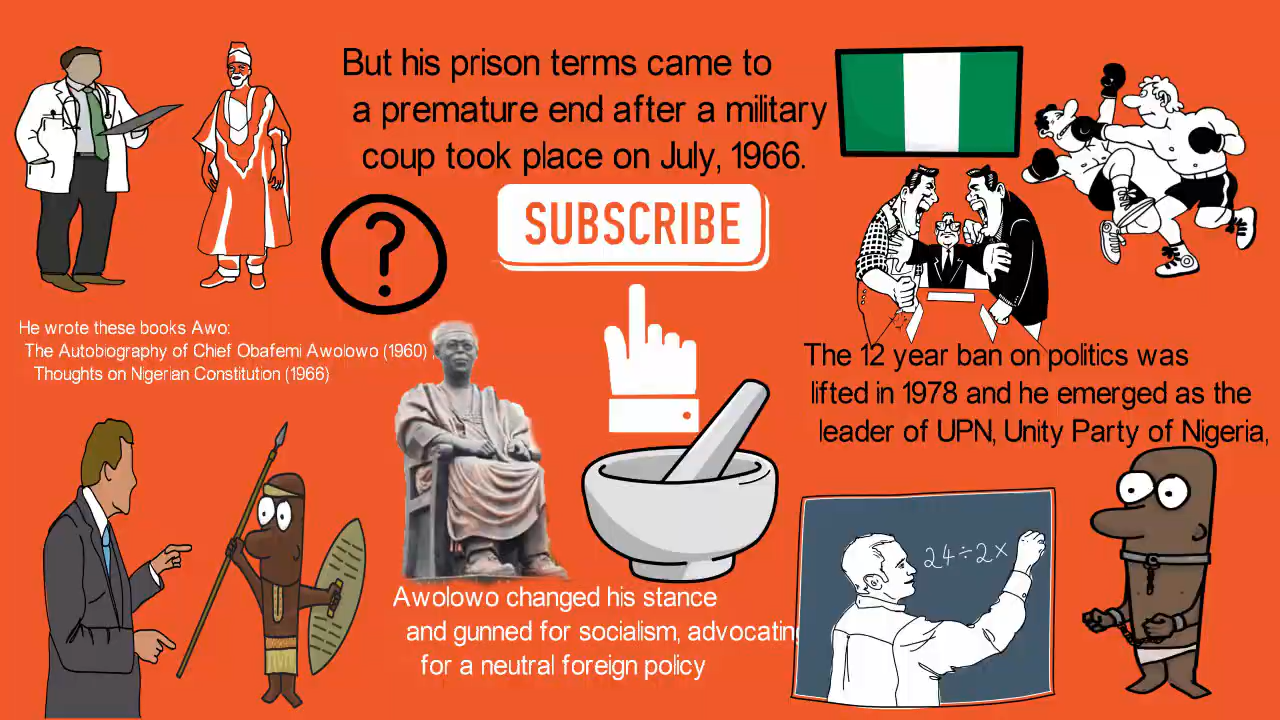 But his prison terms came to
a premature end after a military
coup took place on July, 1966.
SUBSCRIBE
He wrote these books Awo:
The Autobiography of Chief Obafemi Awolowo (1960) ,
Thoughts on Nigerian Constitution (1966)
The 12 year ban on politics was
lifted in 1978 and he emerged as the
leader of UPN, Unity Party of Nigeria,
24÷2×
Awolowo changed his stance
and gunned for socialism, advocating
for a neutral foreign policy